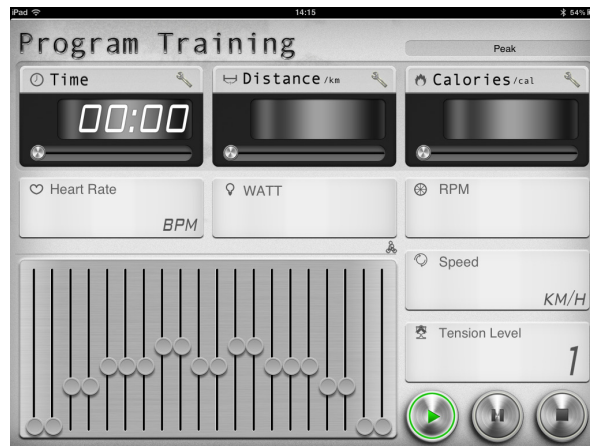 iPad 14:15 54%
Program Training
Peak
Time
Distance/km
Calories/cal
00:00
Heart Rate
BPM
WATT
RPM
Speed
KM/H
Tension Level
1